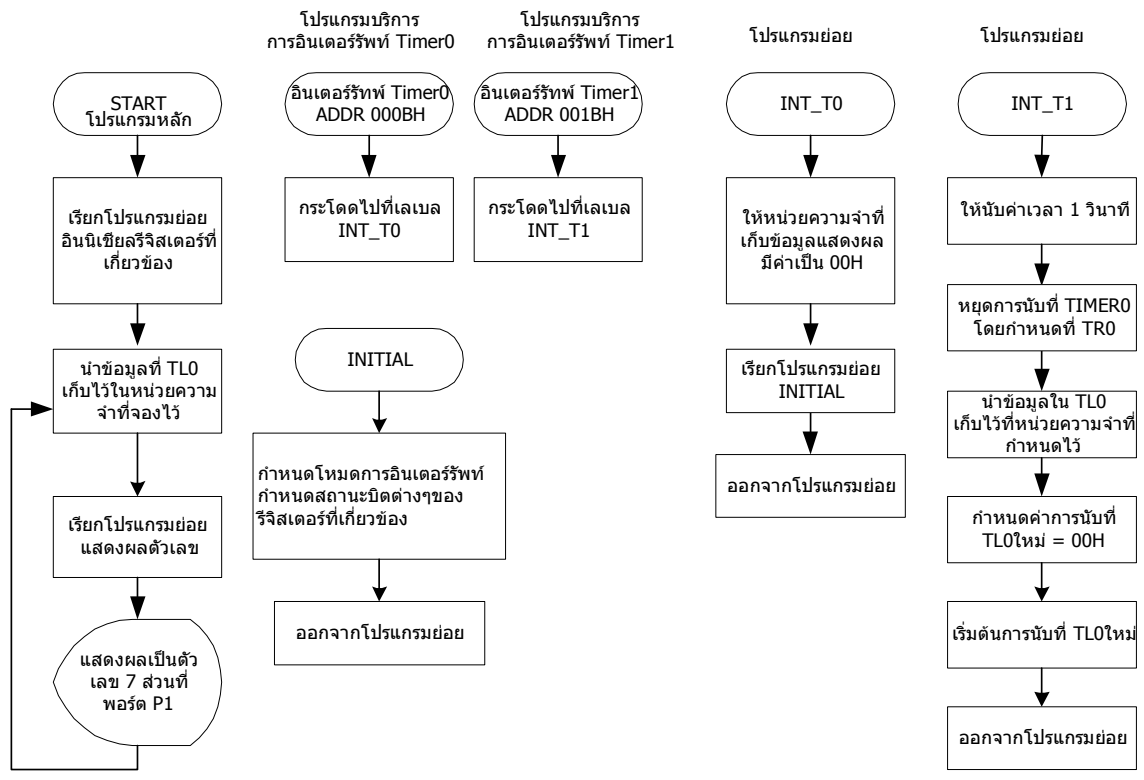 โปรแกรมบริการ
การอินเตอร์รัพท์ Timer0
โปรแกรมบริการ
การอินเตอร์รัพท์ Timer1
โปรแกรมย่อย
โปรแกรมย่อย
START
โปรแกรมหลัก
เรียกโปรแกรมย่อย
อินนิเชียลรีจิสเตอร์ที่
เกี่ยวข้อง
นำข้อมูลที่ TL0
เก็บไว้ในหน่วยความ
จำที่จองไว้
เรียกโปรแกรมย่อย
แสดงผลตัวเลข
แสดงผลเป็นตัว
เลข 7 ส่วนที่
พอร์ต P1
อินเตอร์รัทพ์ Timer0
ADDR 000BH
กระโดดไปที่เลเบล
INT_T0
อินเตอร์รัทพ์ Timer1
ADDR 001BH
กระโดดไปที่เลเบล
INT_T1
INITIAL
กำหนดโหมดการอินเตอร์รัพท์
กำหนดสถานะบิตต่างๆของ
รีจิสเตอร์ที่เกี่ยวข้อง
ออกจากโปรแกรมย่อย
INT_T0
ให้หน่วยความจำที่
เก็บข้อมูลแสดงผล
มีค่าเป็น 00H
เรียกโปรแกรมย่อย
INITIAL
ออกจากโปรแกรมย่อย
INT_T1
ให้นับค่าเวลา 1 วินาที
หยุดการนับที่ TIMER0
โดยกำหนดที่ TR0
นำข้อมูลใน TL0
เก็บไว้ที่หน่วยความจำที่
กำหนดไว้
กำหนดค่าการนับที่
TL0ใหม่ = 00H
เริ่มต้นการนับที่ TL0ใหม่
ออกจากโปรแกรมย่อย